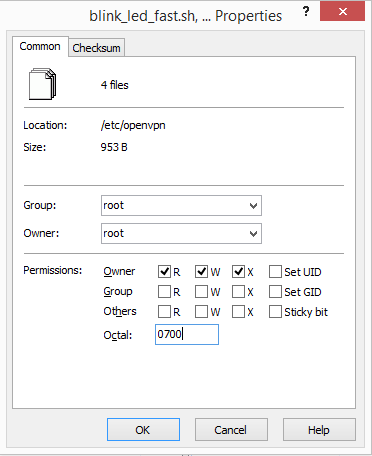 blink_led_fast.sh, ... Properties ?
Common Checksum
4 files
Location: /etc/openvpn
Size: 953 B
Group: root
Owner: root
Permissions: Owner R W X Set UID
Group R W X Set GID
Others R W X Sticky bit
Octal: 0700
OK Cancel Help